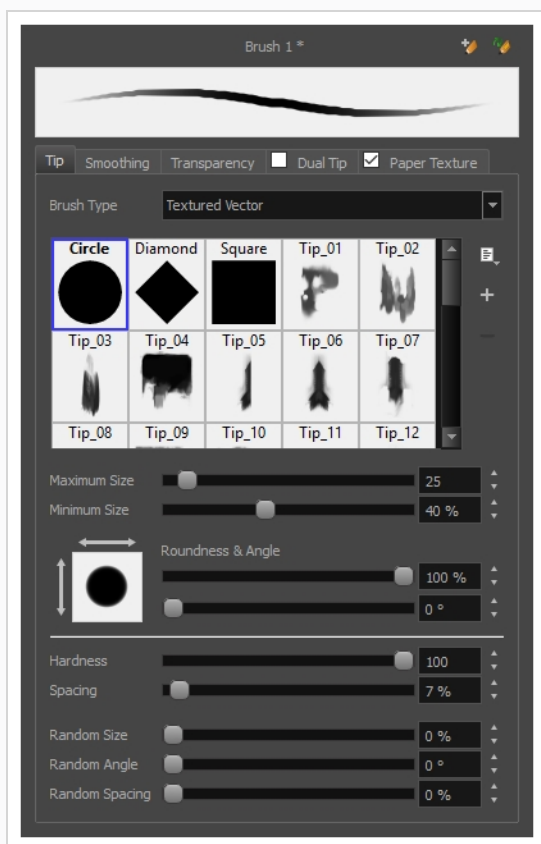 Brush 1 *
Tip Smoothing Transparency Dual Tip Paper Texture
Brush Type Textured Vector
Circle Diamond Square Tip_01 Tip_02
Tip_03 Tip_04 Tip_05 Tip_06 Tip_07
Tip_08 Tip_09 Tip_10 Tip_11 Tip_12
Maximum Size 25
Minimum Size 40 %
Roundness & Angle
100 %
0 °
Hardness 100
Spacing 7 %
Random Size 0 %
Random Angle 0 °
Random Spacing 0 %